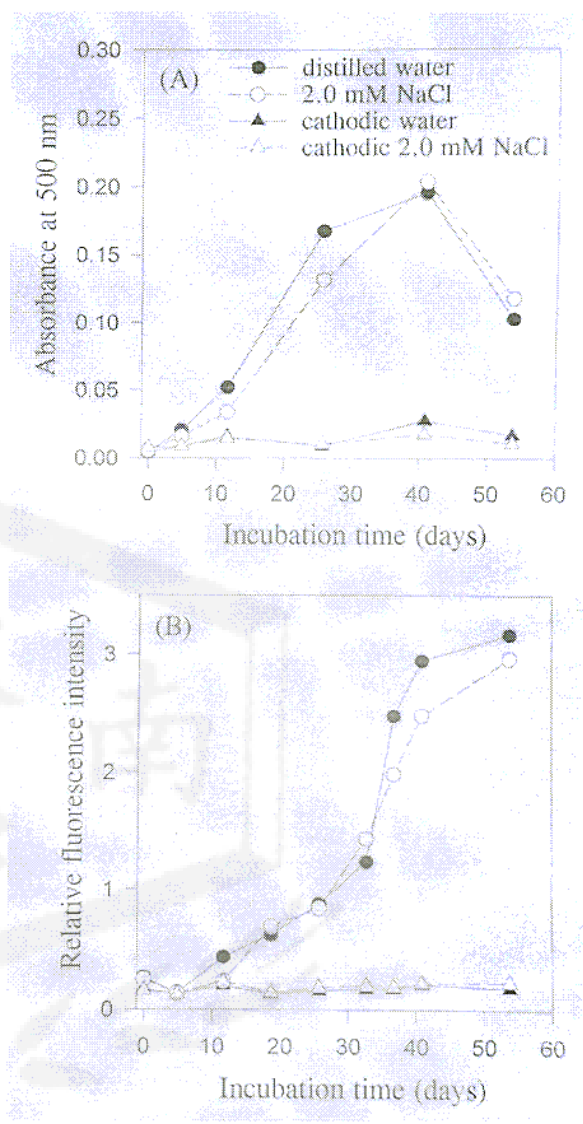 0.30
(A)
distilled water
2.0 mM NaCl
cathodic water
cathodic 2.0 mM NaCl
0.25
0.20
0.15
0.10
0.05
0.00
Absorbance at 500 nm
0 10 20 30 40 50 60
Incubation time (days)
(B)
3
2
1
0
Relative fluorescence intensity
南
0 10 20 30 40 50 60
Incubation time (days)